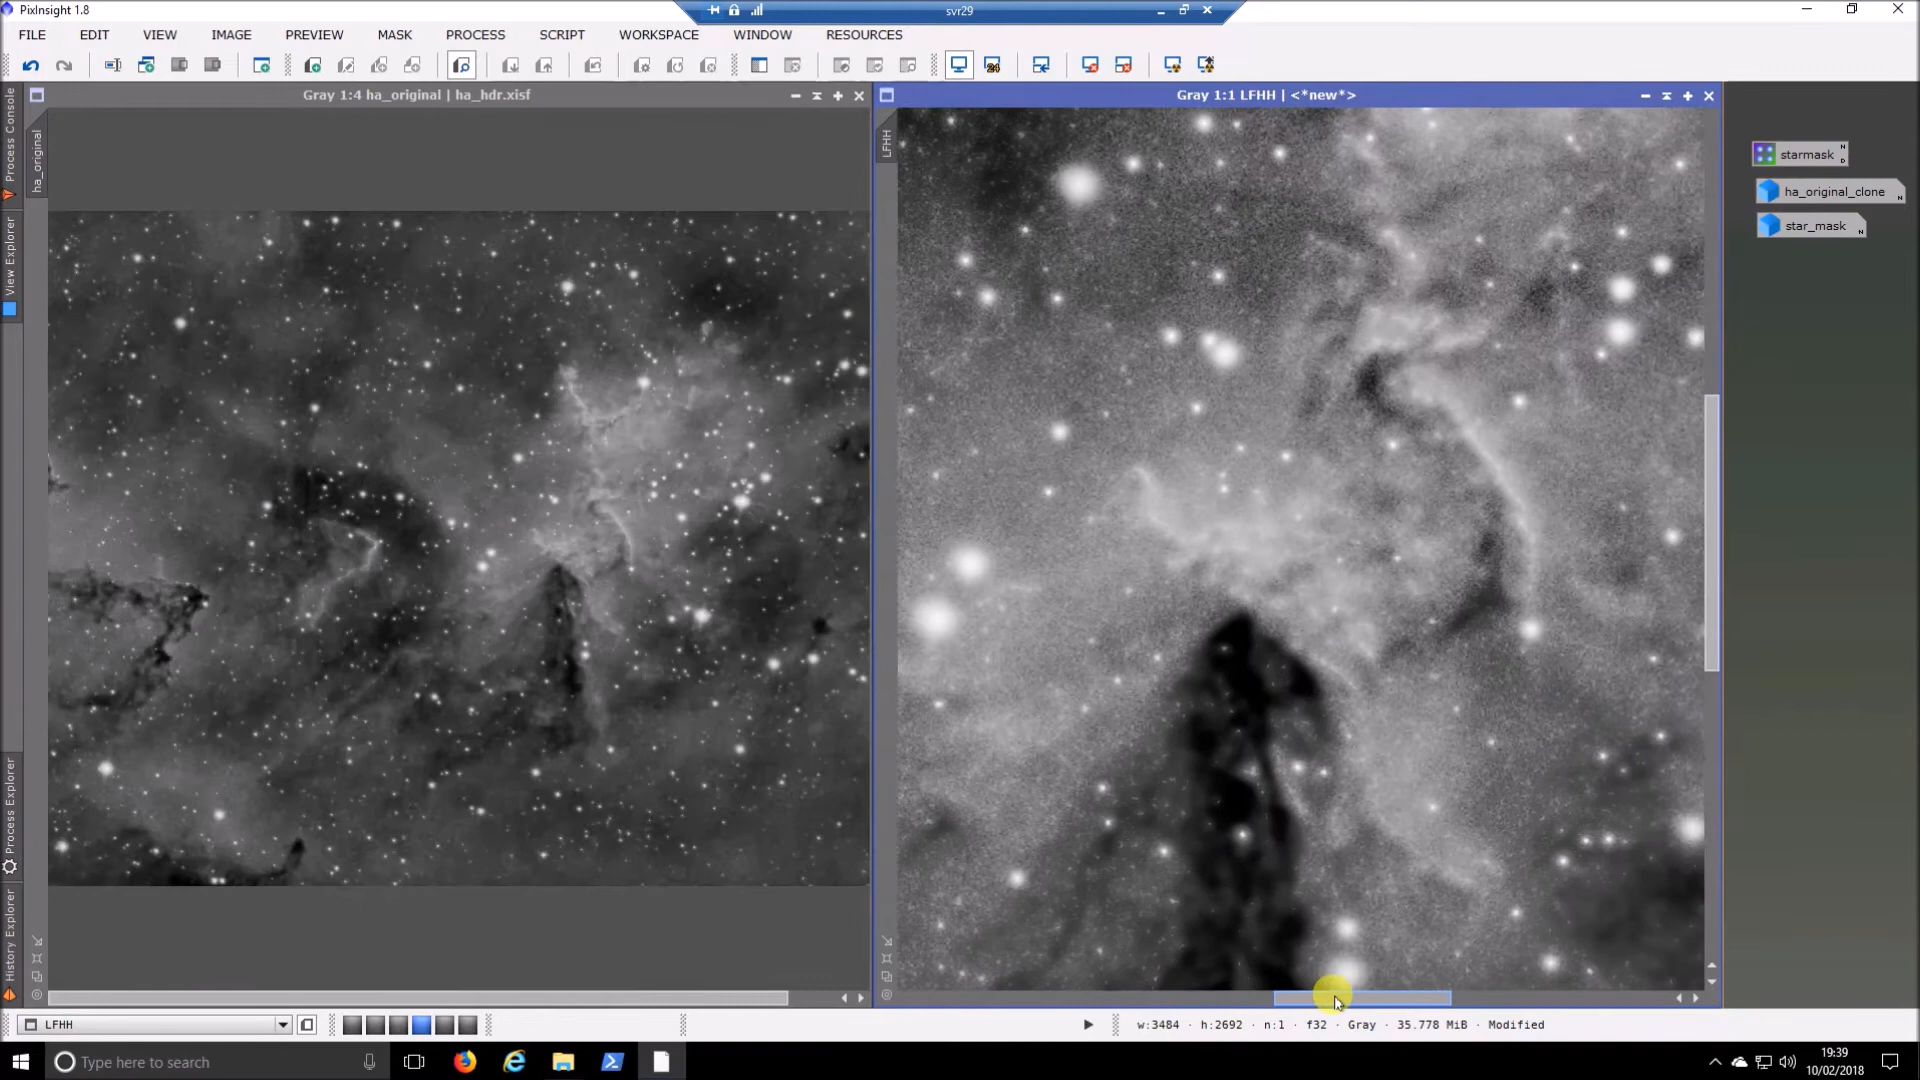 PixInsight 1.8
svr29
FILE EDIT VIEW IMAGE PREVIEW MASK PROCESS SCRIPT WORKSPACE WINDOW RESOURCES
24
Gray 1:4 ha_original | ha_hdr.xisf
Gray 1:1 LFHH | <*new*>
Process Console
View Explorer
Process Explorer
History Explorer
ha_original
LFHH
starmask
N
D
ha_original_clone
N
star_mask
N
LFHH
w:3484 · h:2692 · n:1 · f32 · Gray · 35.778 MiB · Modified
Type here to search
19:39
10/02/2018